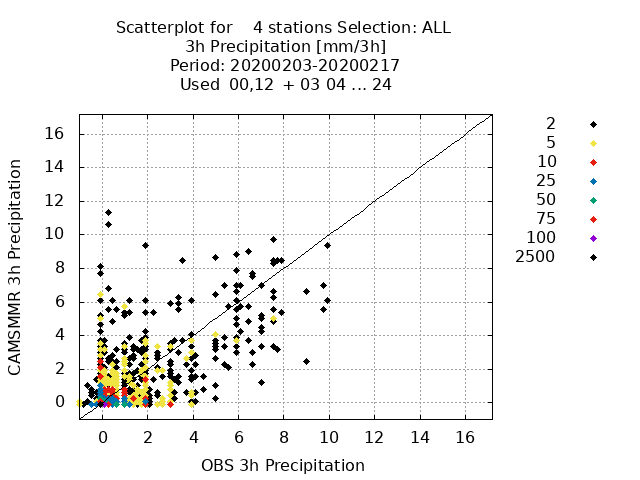 Scatterplot for    4 stations Selection: ALL
3h Precipitation [mm/3h]
Period: 20200203-20200217
Used  00,12  + 03 04 ... 24
2
5
10
25
50
75
100
2500
16
14
12
10
8
6
4
2
0
CAMSMMR 3h Precipitation
0 2 4 6 8 10 12 14 16
OBS 3h Precipitation